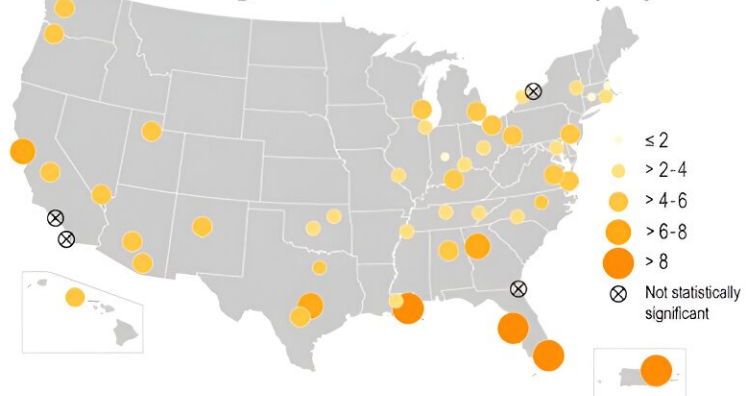 ≤ 2
> 2-4
> 4-6
> 6-8
> 8
Not statistically
significant